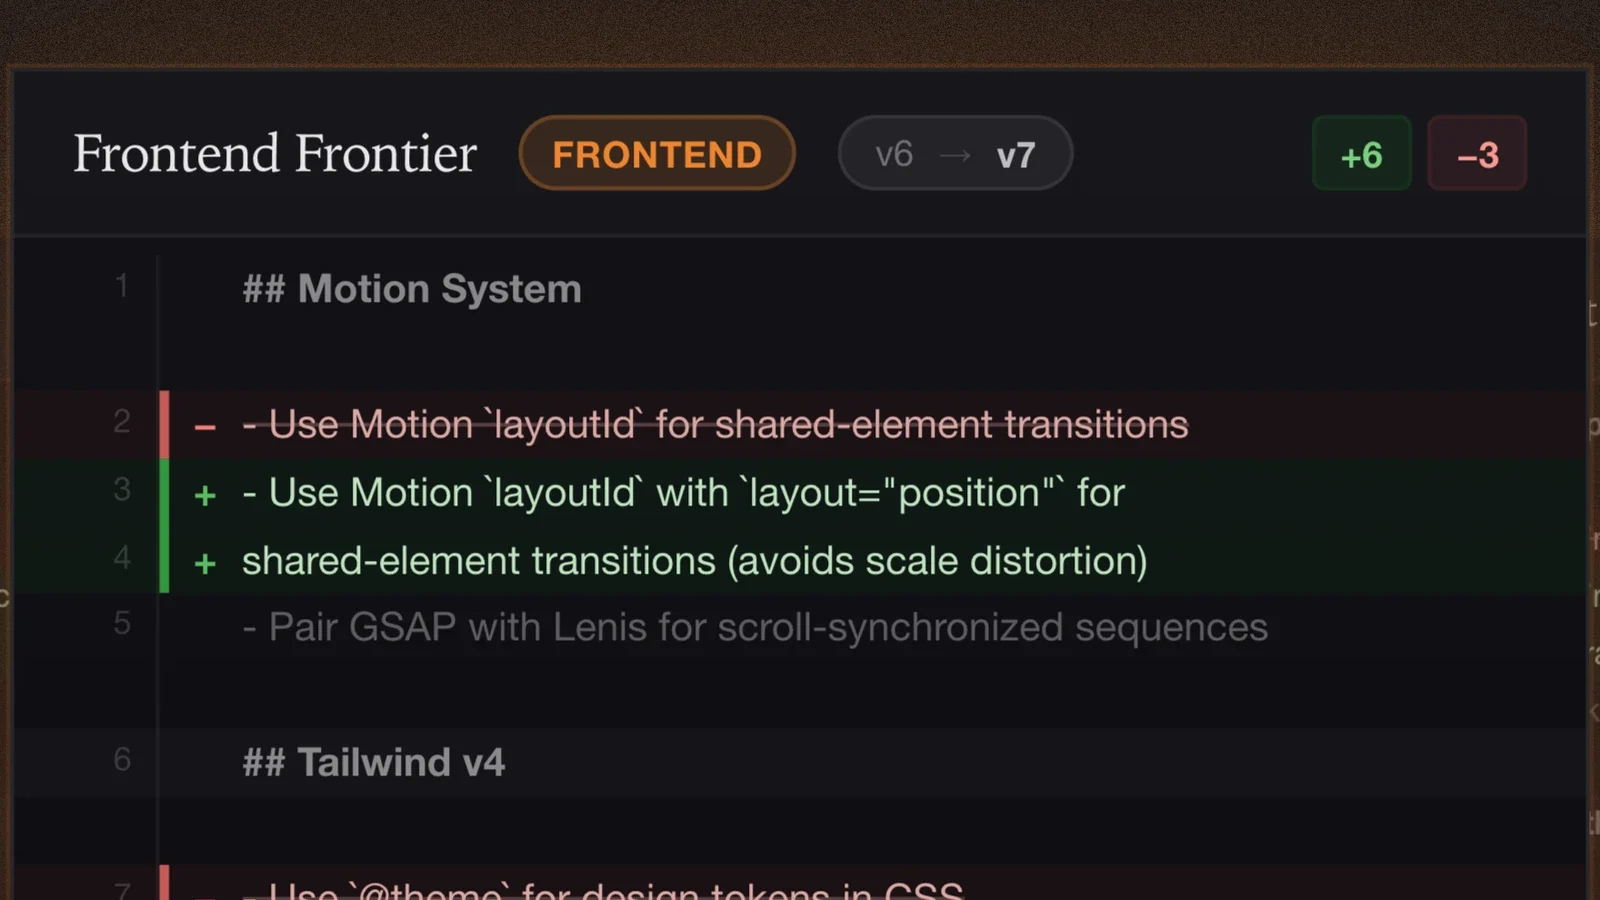 Frontend Frontier FRONTEND v6 → v7 +6 −3
1 ## Motion System
2 − - Use Motion `layoutId` for shared-element transitions
3 + - Use Motion `layoutId` with `layout="position"` for
4 + shared-element transitions (avoids scale distortion)
5 - Pair GSAP with Lenis for scroll-synchronized sequences
6 ## Tailwind v4
7 − - Use `@theme` for design tokens in CSS